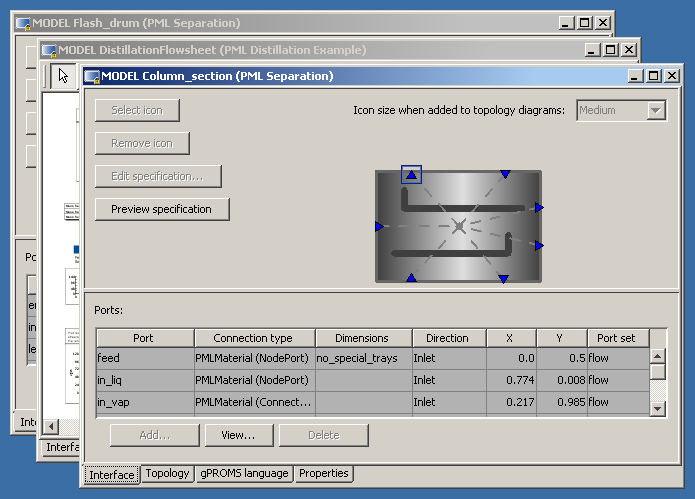 MODEL Flash_drum (PML Separation)
MODEL DistillationFlowsheet (PML Distillation Example)
MODEL Column_section (PML Separation)
Select icon
Icon size when added to topology diagrams:
Medium
Remove icon
Edit specification...
Preview specification
Po
Ports:
Port Connection type Dimensions Direction X Y Port set
feed PMLMaterial (NodePort) no_special_trays Inlet 0.0 0.5 flow
in_liq PMLMaterial (NodePort) Inlet 0.774 0.008 flow
in_vap PMLMaterial (Connect... Inlet 0.217 0.985 flow
er
in
le
Add... View... Delete
Int
Interfa
Interface Topology gPROMS language Properties